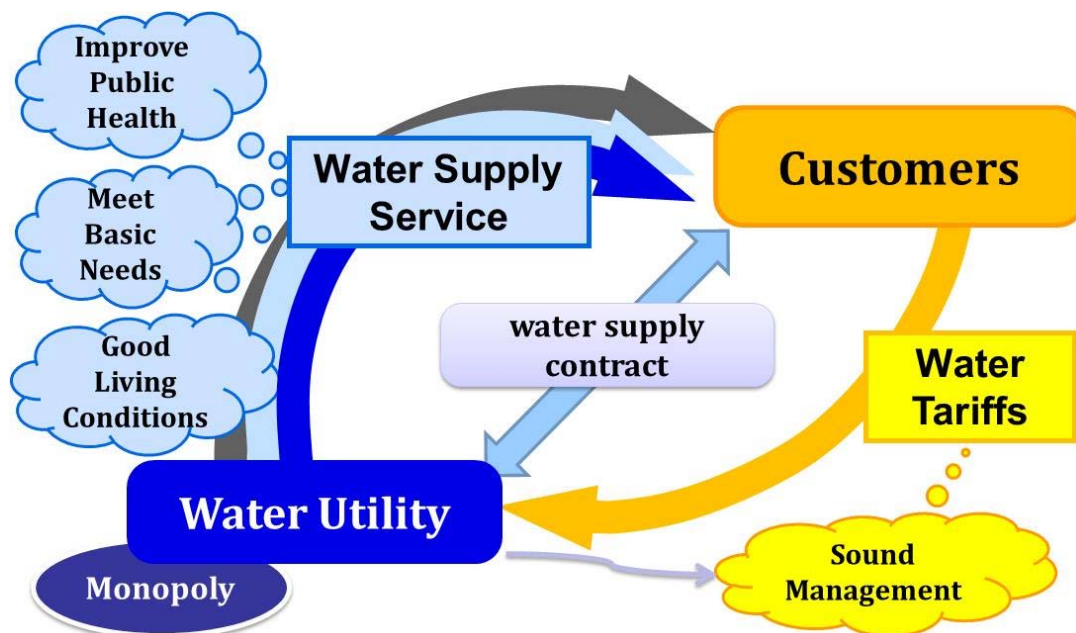 Improve
Public
Health
Meet
Basic
Needs
Good
Living
Conditions
Water Supply
Service
Customers
water supply
contract
Water
Tariffs
Water Utility
Monopoly
Sound
Management